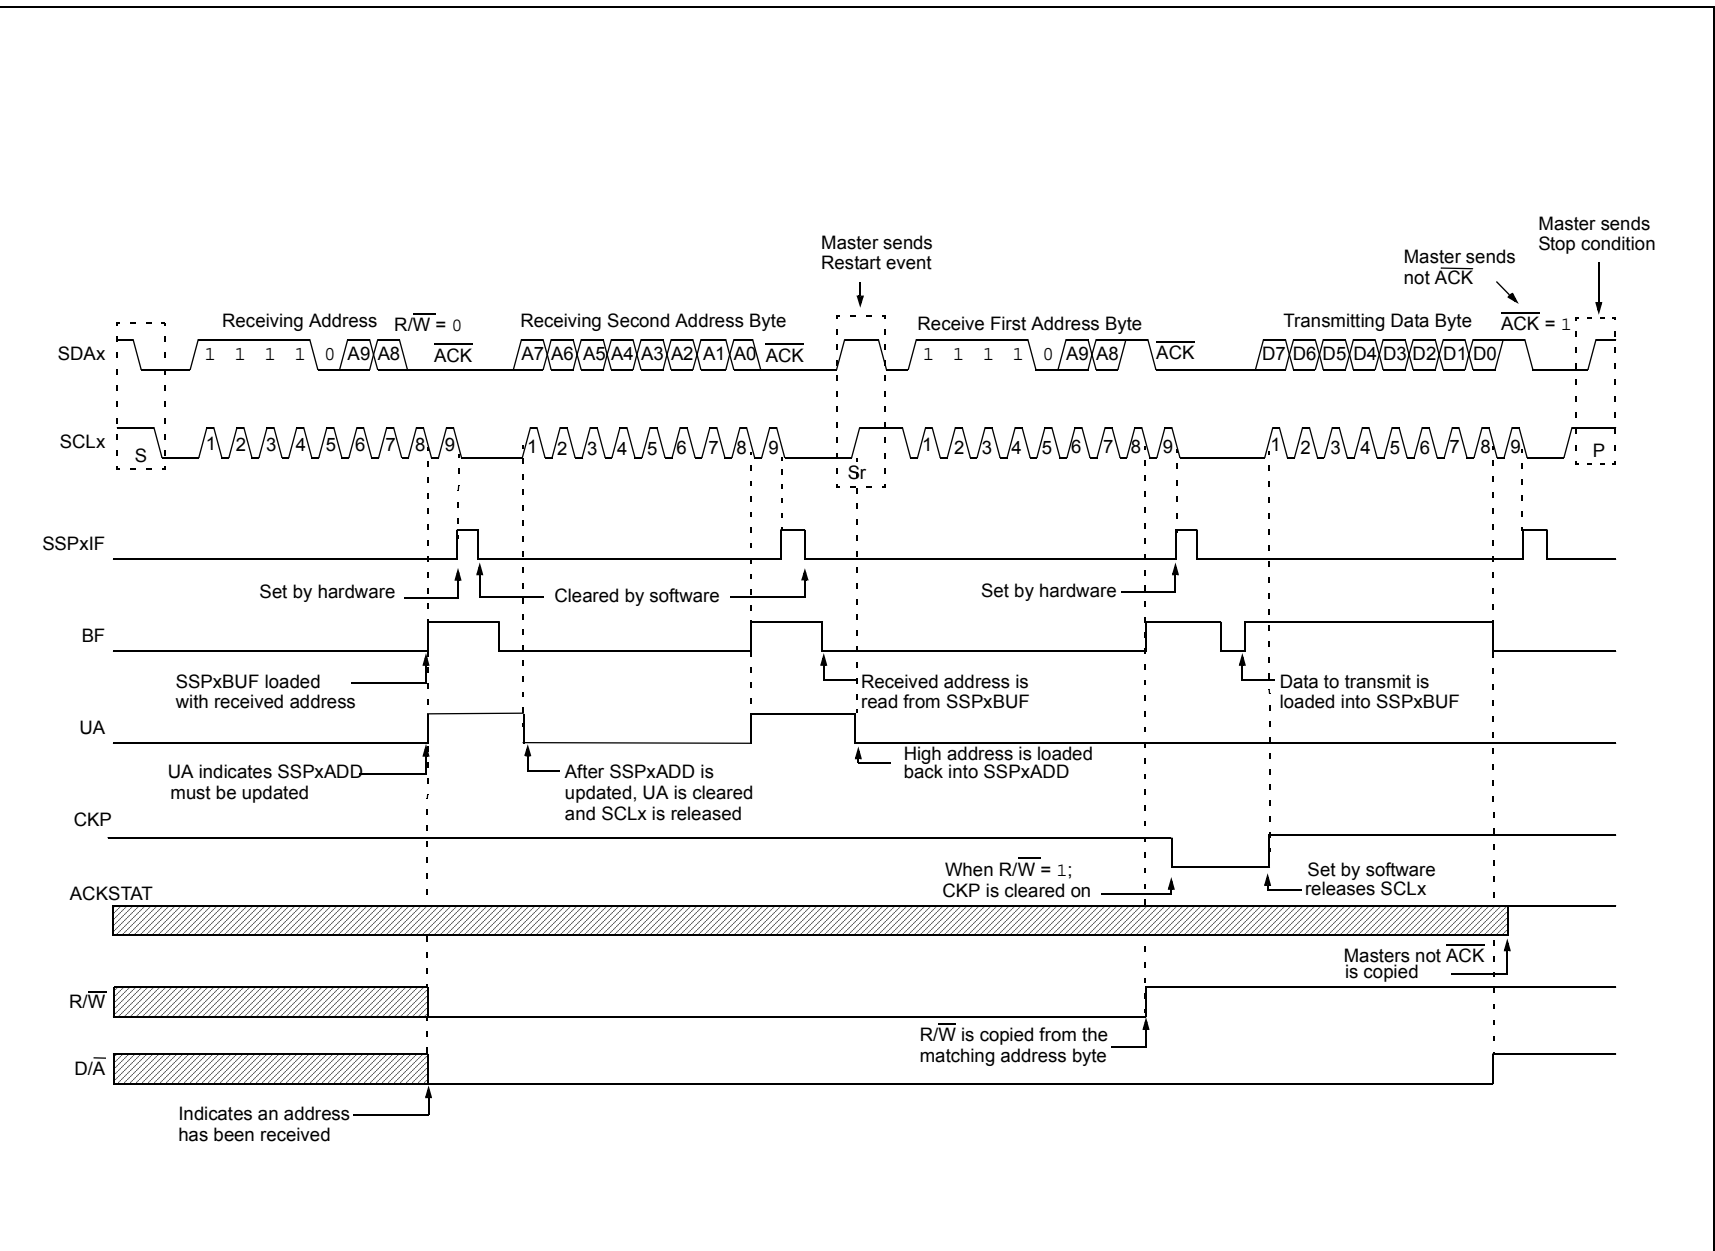 Master sends
Stop condition
Master sends
Restart event
Master sends
not ACK
Receiving Address R/W = 0
Receiving Second Address Byte
Receive First Address Byte
Transmitting Data Byte
ACK = 1
SDAx
1 1 1 1 0 A9 A8 ACK
A7 A6 A5 A4 A3 A2 A1 A0 ACK
1 1 1 1 0 A9 A8 ACK
D7 D6 D5 D4 D3 D2 D1 D0
SCLx
S
1 2 3 4 5 6 7 8 9
1 2 3 4 5 6 7 8 9
Sr
1 2 3 4 5 6 7 8 9
1 2 3 4 5 6 7 8 9
P
SSPxIF
Set by hardware
Cleared by software
Set by hardware
BF
SSPxBUF loaded
with received address
Received address is
read from SSPxBUF
Data to transmit is
loaded into SSPxBUF
UA
UA indicates SSPxADD
must be updated
After SSPxADD is
updated, UA is cleared
and SCLx is released
High address is loaded
back into SSPxADD
CKP
When R/W = 1;
CKP is cleared on
Set by software
releases SCLx
ACKSTAT
Masters not ACK
is copied
R/W
R/W is copied from the
matching address byte
D/A
Indicates an address
has been received